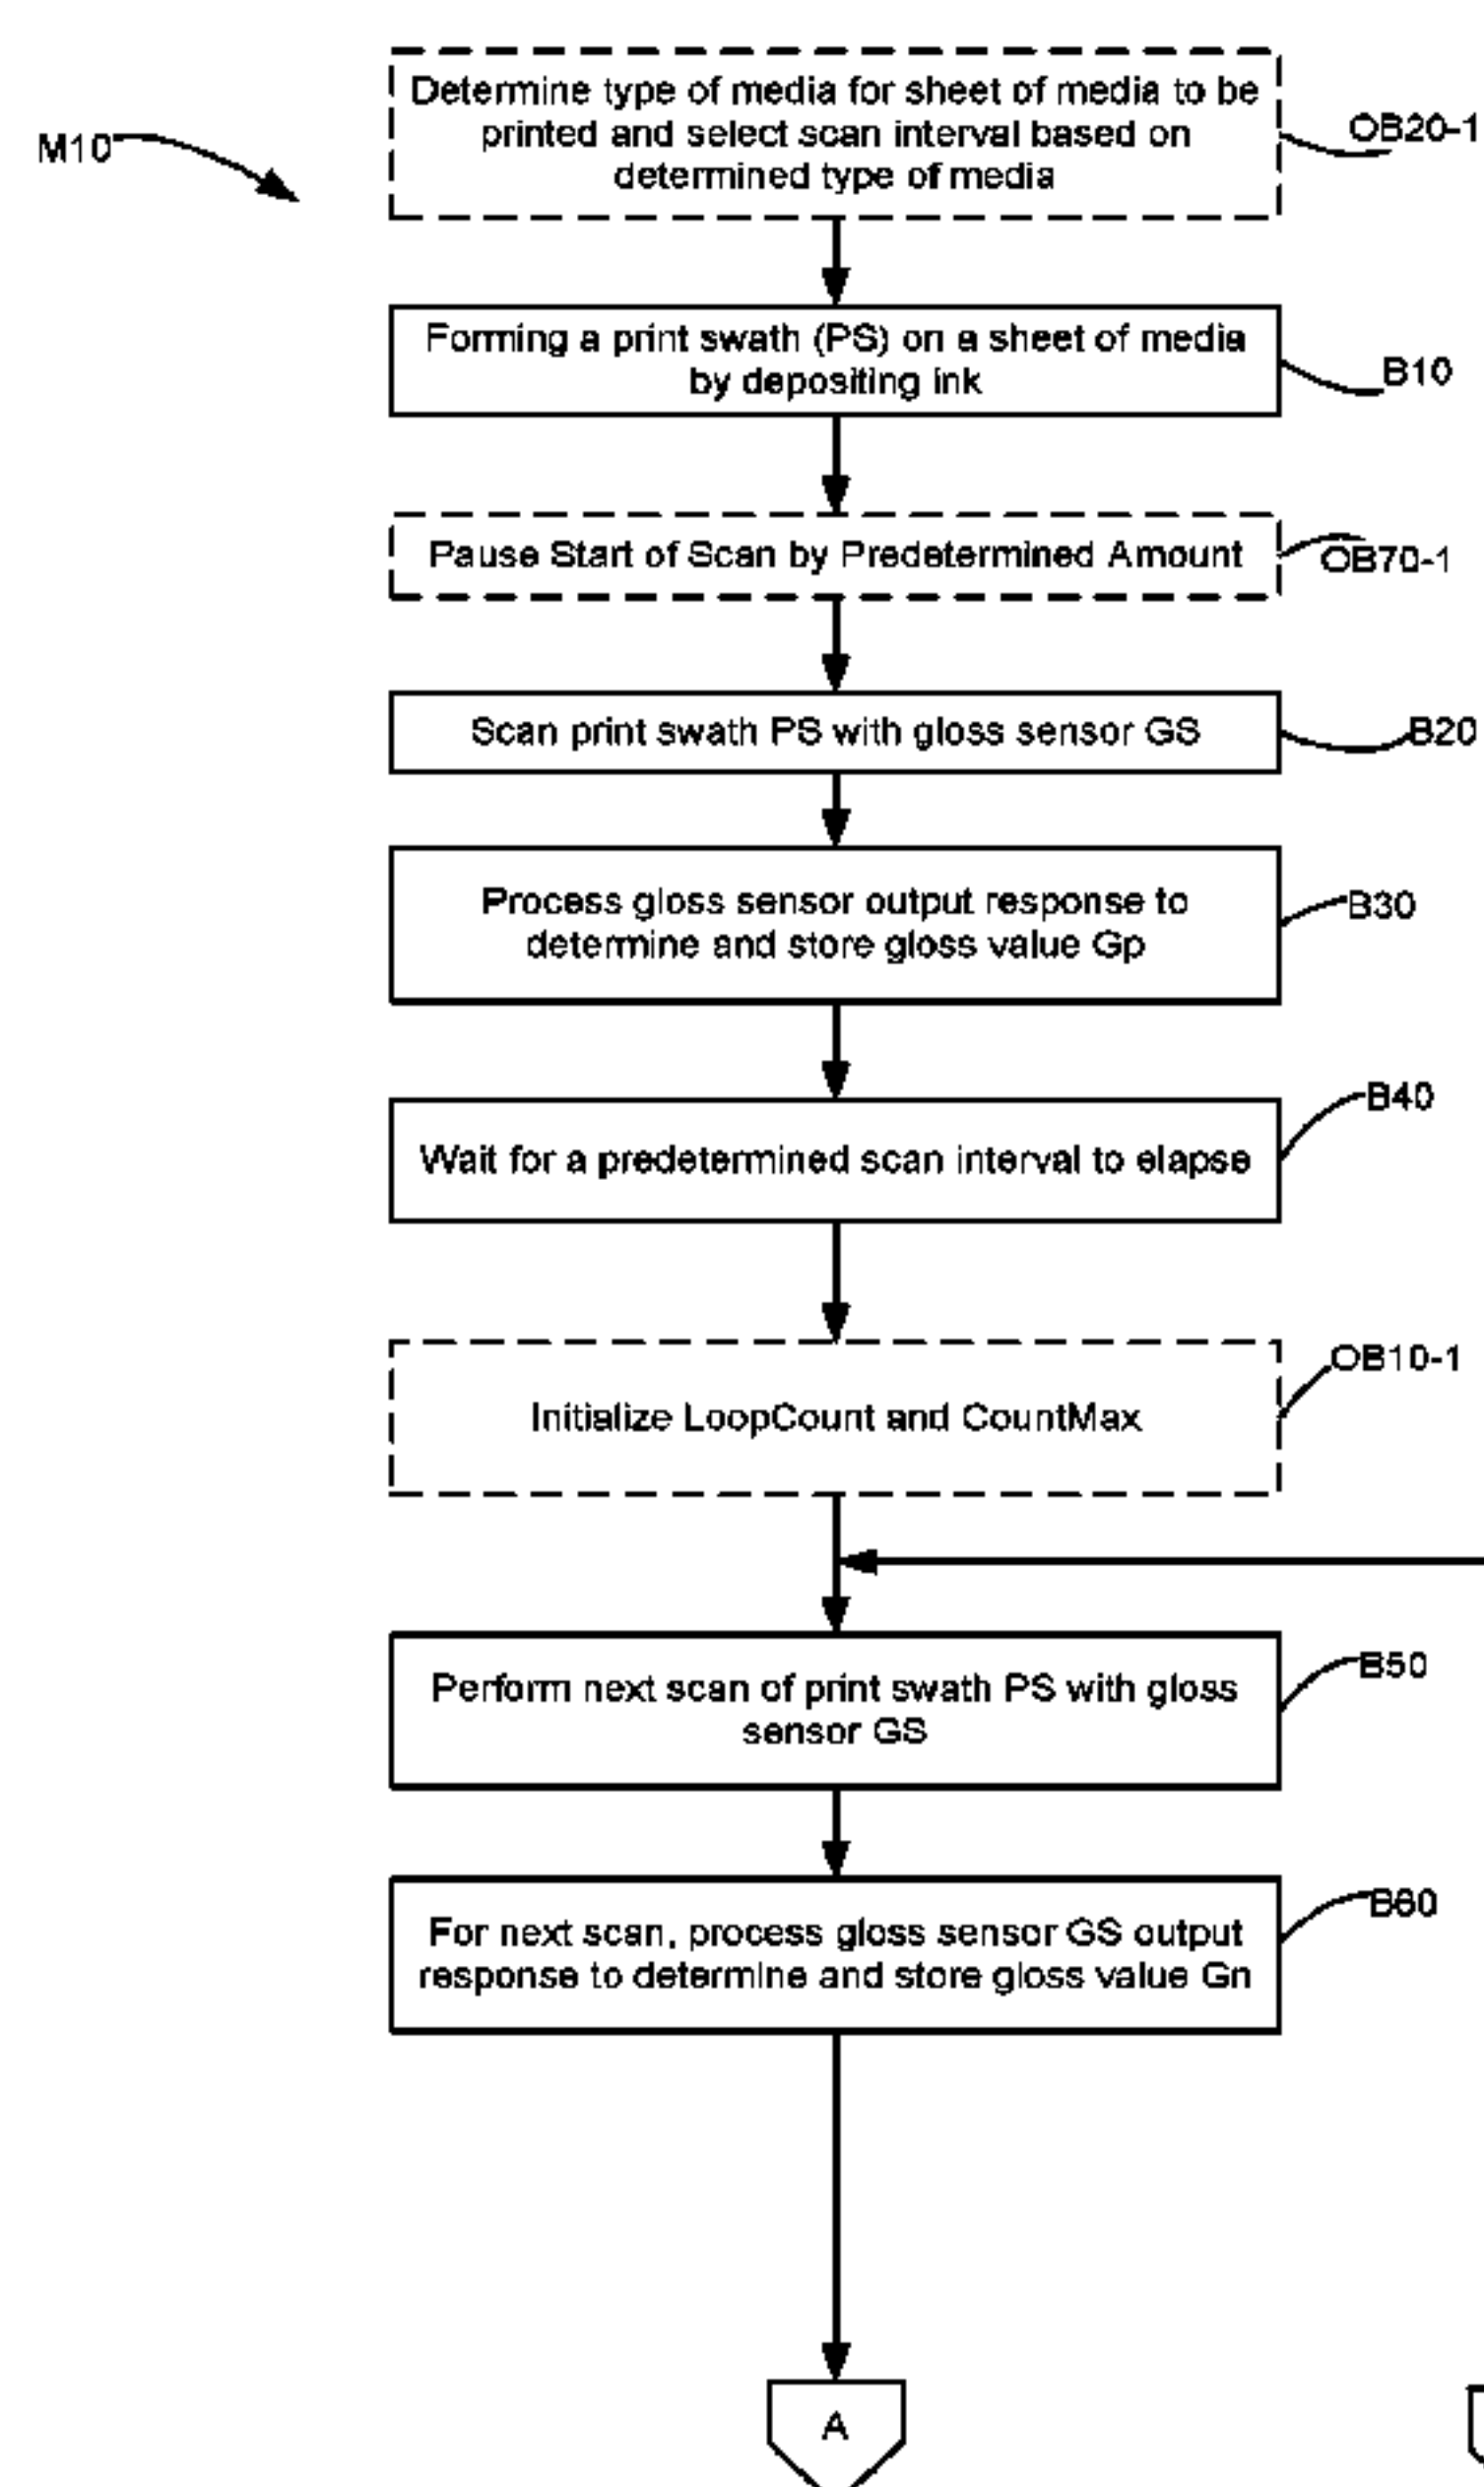 M10
Determine type of media for sheet of media to be
printed and select scan interval based on
determined type of media
OB20-1
Forming a print swath (PS) on a sheet of media
by depositing ink
B10
Pause Start of Scan by Predetermined Amount
OB70-1
Scan print swath PS with gloss sensor GS
B20
Process gloss sensor output response to
determine and store gloss value Gp
B30
Wait for a predetermined scan interval to elapse
B40
Initialize LoopCount and CountMax
OB10-1
Perform next scan of print swath PS with gloss
sensor GS
B50
For next scan, process gloss sensor GS output
response to determine and store gloss value Gn
B60
A